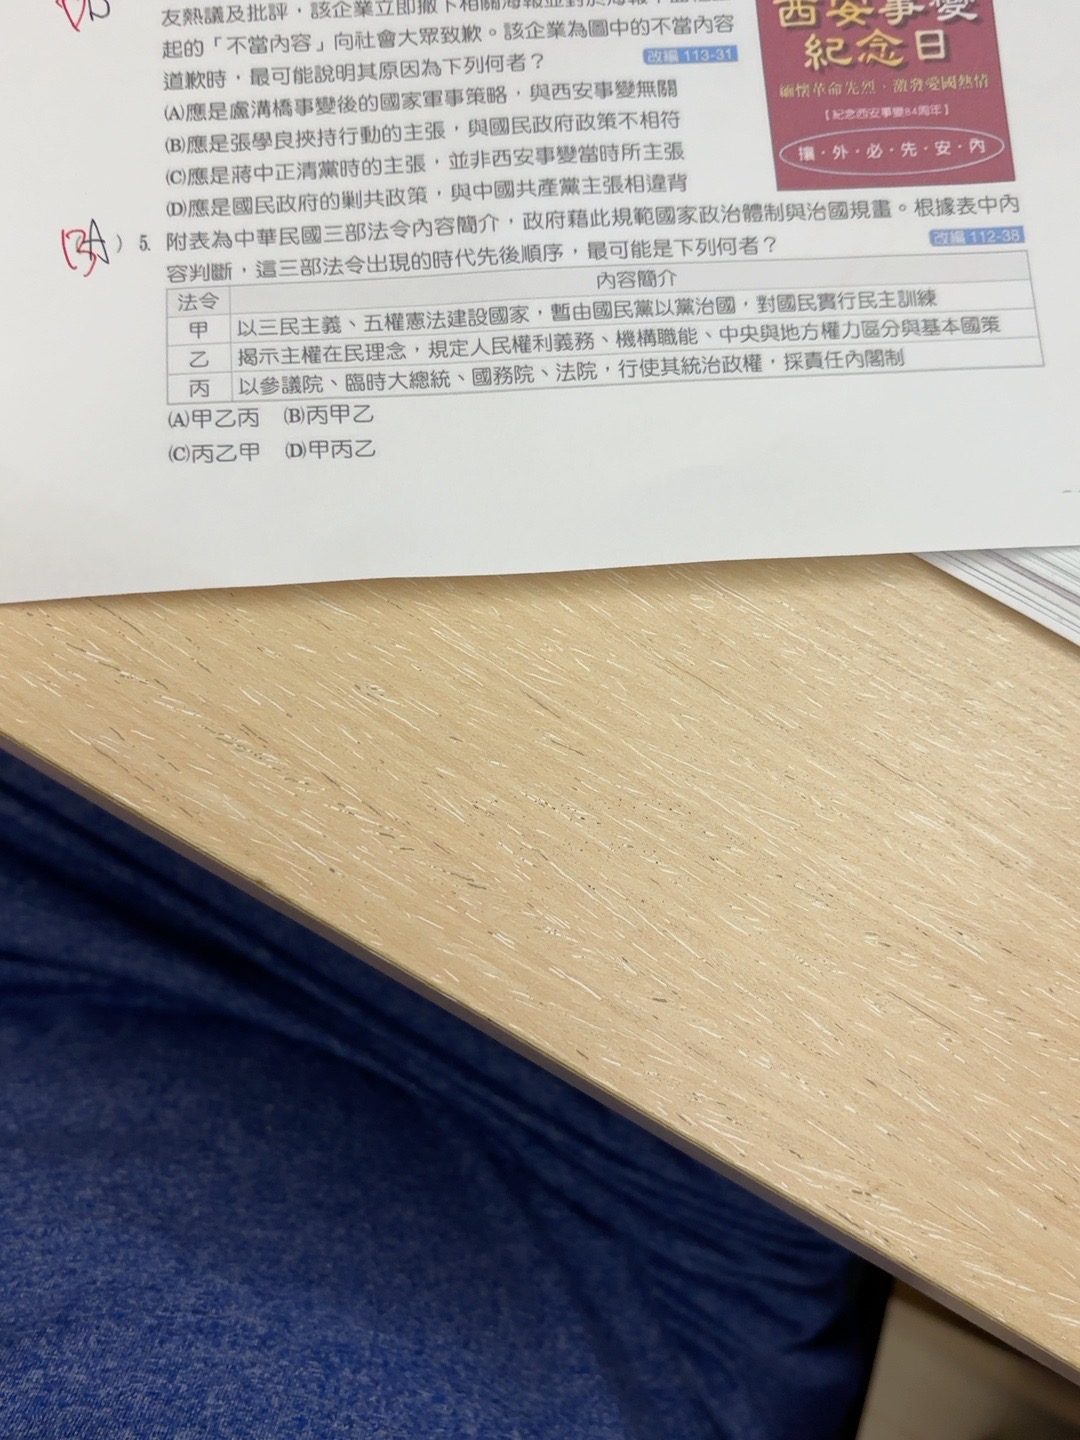 友熱議及批評，該企業立即撤下相關海報並對於海報中
起的「不當內容」向社會大眾致歉。該企業為圖中的不當內容
道歉時，最可能說明其原因為下列何者？ 改編 113-31
(A)應是盧溝橋事變後的國家軍事策略，與西安事變無關
(B)應是張學良挾持行動的主張，與國民政府政策不相符
(C)應是蔣中正清黨時的主張，並非西安事變當時所主張
(D)應是國民政府的剿共政策，與中國共產黨主張相違背
西安事變
紀念日
緬懷革命先烈．激發愛國熱情
【紀念西安事變84周年】
攘．外．必．先．安．內
）5. 附表為中華民國三部法令內容簡介，政府藉此規範國家政治體制與治國規畫。根據表中內
容判斷，這三部法令出現的時代先後順序，最可能是下列何者？ 改編 112-38
法令 內容簡介
甲 以三民主義、五權憲法建設國家，暫由國民黨以黨治國，對國民實行民主訓練
乙 揭示主權在民理念，規定人民權利義務、機構職能、中央與地方權力區分與基本國策
丙 以參議院、臨時大總統、國務院、法院，行使其統治政權，採責任內閣制
(A)甲乙丙 (B)丙甲乙
(C)丙乙甲 (D)甲丙乙